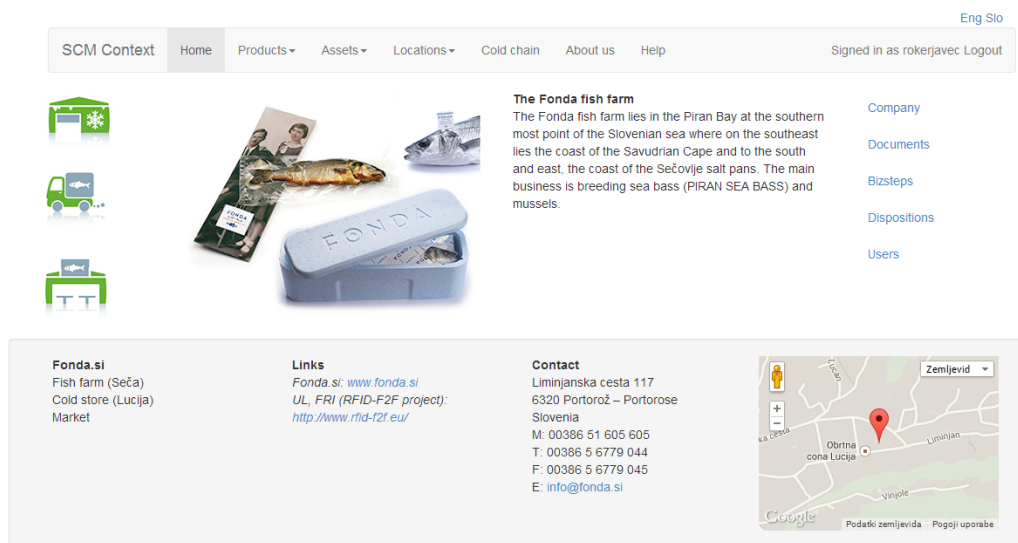 Eng Slo
SCM Context Home Products Assets Locations Cold chain About us Help Signed in as rokerjavec Logout
The Fonda fish farm
The Fonda fish farm lies in the Piran Bay at the southern
most point of the Slovenian sea where on the southeast
lies the coast of the Savudrian Cape and to the south
and east, the coast of the Sečovlje salt pans. The main
business is breeding sea bass (PIRAN SEA BASS) and
mussels.
FONDA
FONDA
Company
Documents
Bizsteps
Dispositions
Users
Fonda.si
Fish farm (Seča)
Cold store (Lucija)
Market
Links
Fonda.si: www.fonda.si
UL, FRI (RFID-F2F project):
http://www.rfid-f2f.eu/
Contact
Liminjanska cesta 117
6320 Portorož – Portorose
Slovenia
M: 00386 51 605 605
T: 00386 5 6779 044
F: 00386 5 6779 045
E: info@fonda.si
Zemljevid
Lucan
ka cesta
Obrtna
cona Lucija
Liminjan
Vinjole
Google
Podatki zemljevida Pogoji uporabe